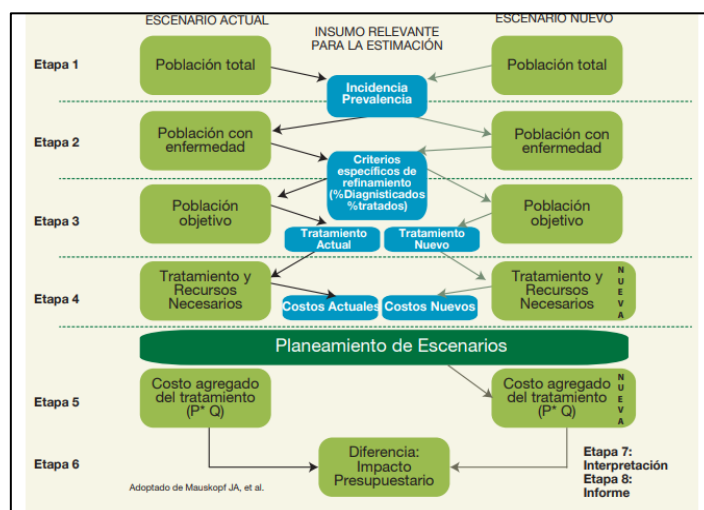 ESCENARIO ACTUAL
INSUMO RELEVANTE
PARA LA ESTIMACIÓN
ESCENARIO NUEVO
Etapa 1
Población total
Incidencia
Prevalencia
Población total
Etapa 2
Población con
enfermedad
Criterios
específicos de
refinamiento
(%Diagnisticados
%tratados)
Población con
enfermedad
Etapa 3
Población
objetivo
Tratamiento
Actual
Tratamiento
Nuevo
Población
objetivo
Etapa 4
Tratamiento y
Recursos
Necesarios
Costos Actuales
Costos Nuevos
Tratamiento y
Recursos
Necesarios
N
U
E
V
A
Planeamiento de Escenarios
Etapa 5
Costo agregado
del tratamiento
(P* Q)
Costo agregado
del tratamiento
(P* Q)
N
U
E
V
A
Etapa 6
Diferencia:
Impacto
Presupuestario
Etapa 7:
Interpretación
Etapa 8:
Informe
Adoptado de Mauskopf JA, et al.